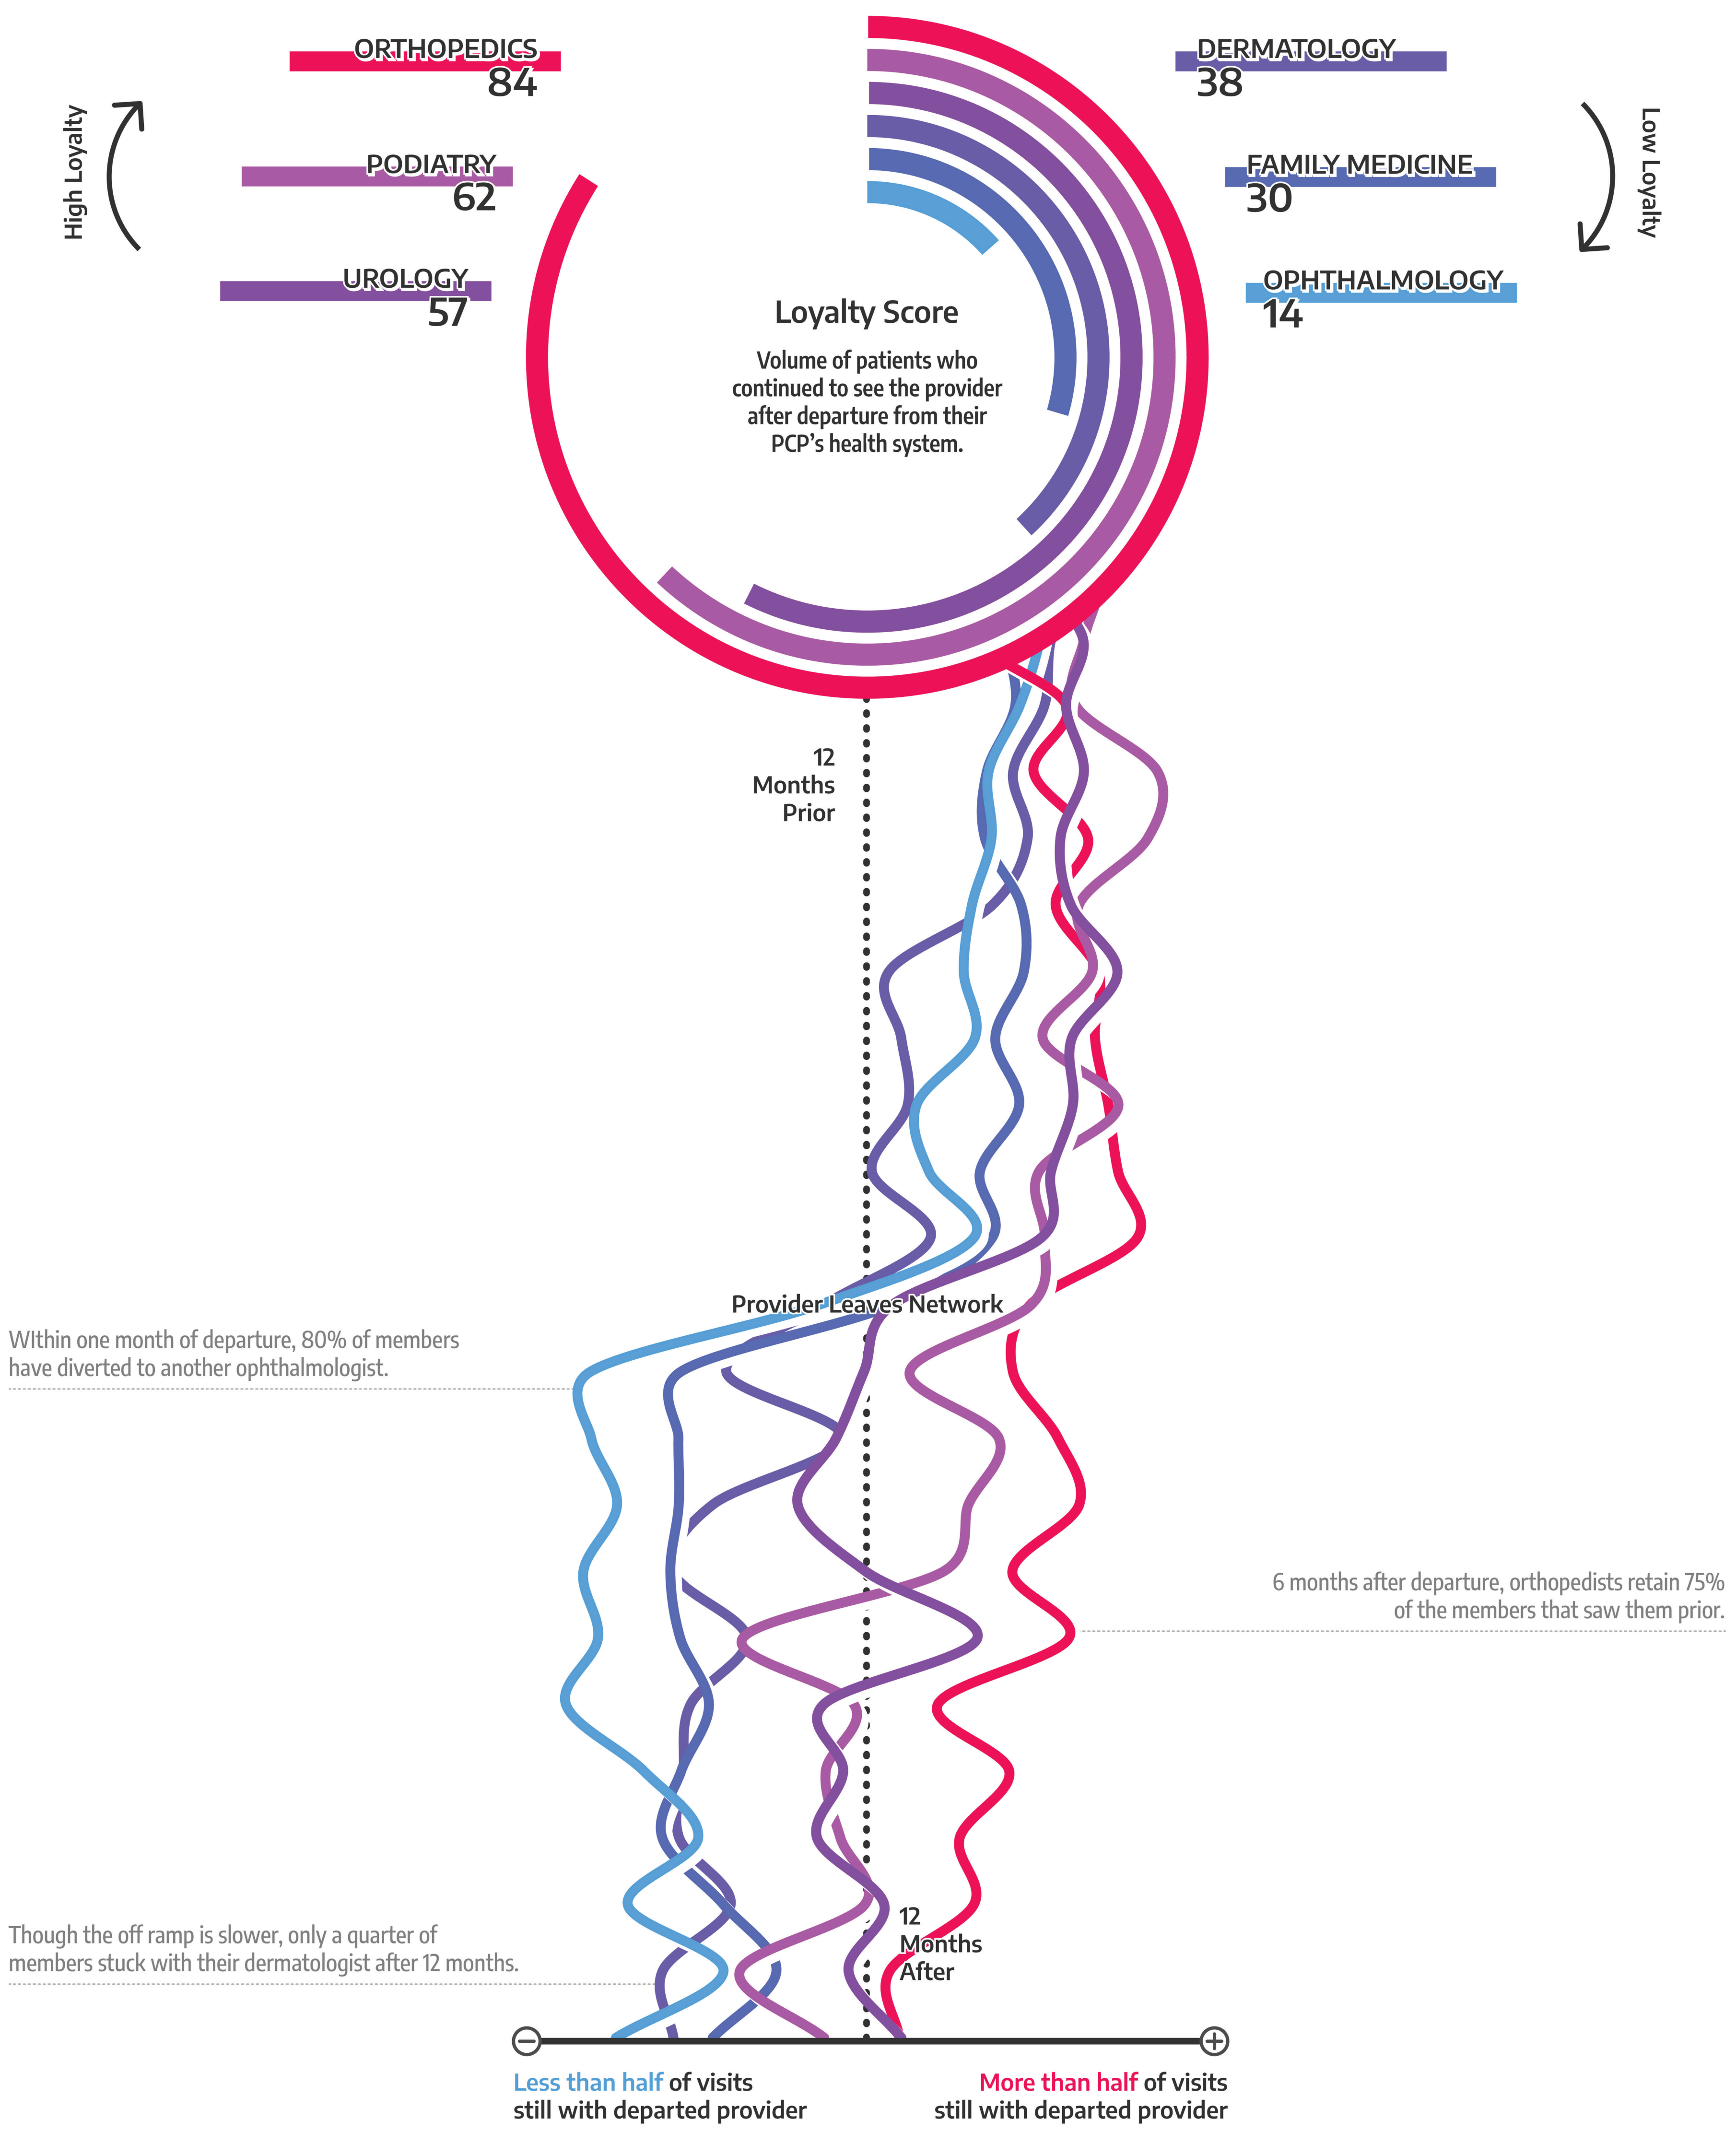 High Loyalty
ORTHOPEDICS
84
PODIATRY
62
UROLOGY
57
DERMATOLOGY
38
FAMILY MEDICINE
30
OPHTHALMOLOGY
14
Low Loyalty
Loyalty Score
Volume of patients who
continued to see the provider
after departure from their
PCP’s health system.
12
Months
Prior
Provider Leaves Network
WIthin one month of departure, 80% of members
have diverted to another ophthalmologist.
6 months after departure, orthopedists retain 75%
of the members that saw them prior.
Though the off ramp is slower, only a quarter of
members stuck with their dermatologist after 12 months.
12
Months
After
Less than half of visits
still with departed provider
More than half of visits
still with departed provider